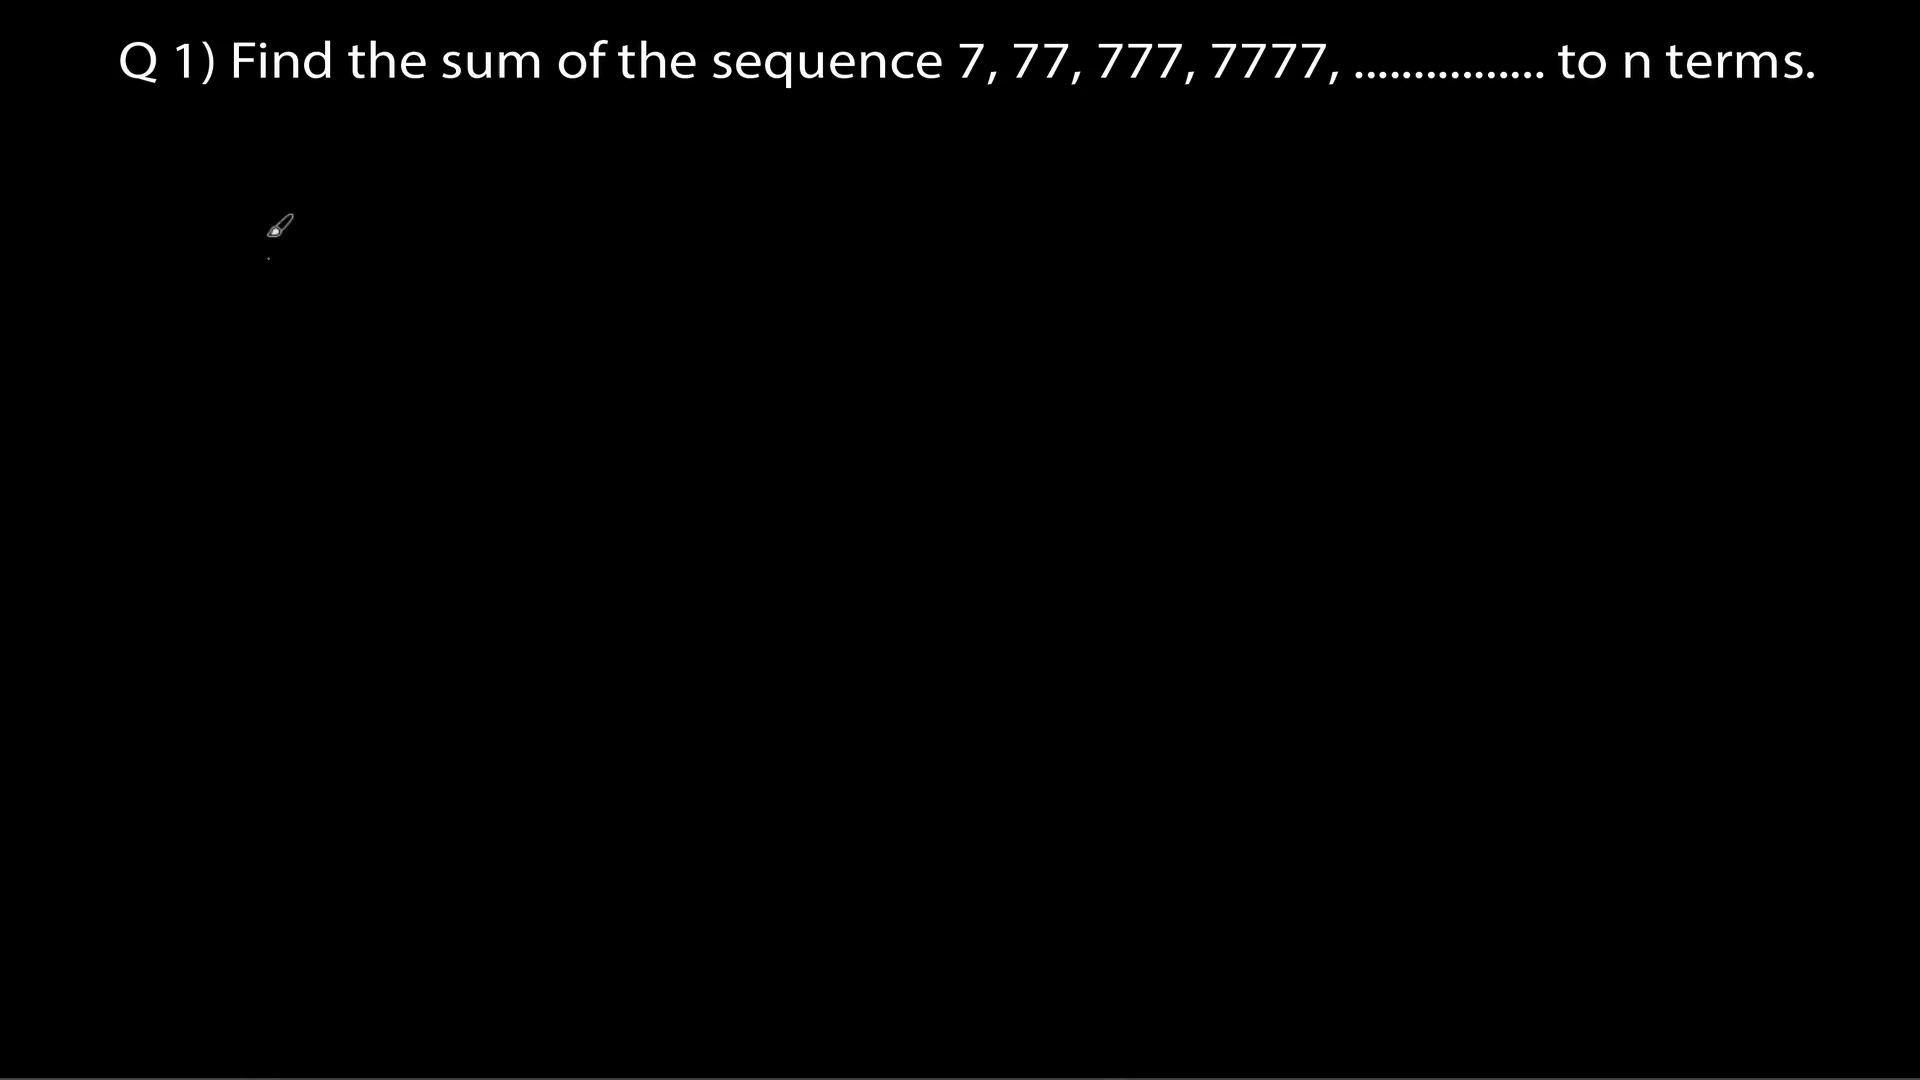 Q 1) Find the sum of the sequence 7, 77, 777, 7777, ................ to n terms.